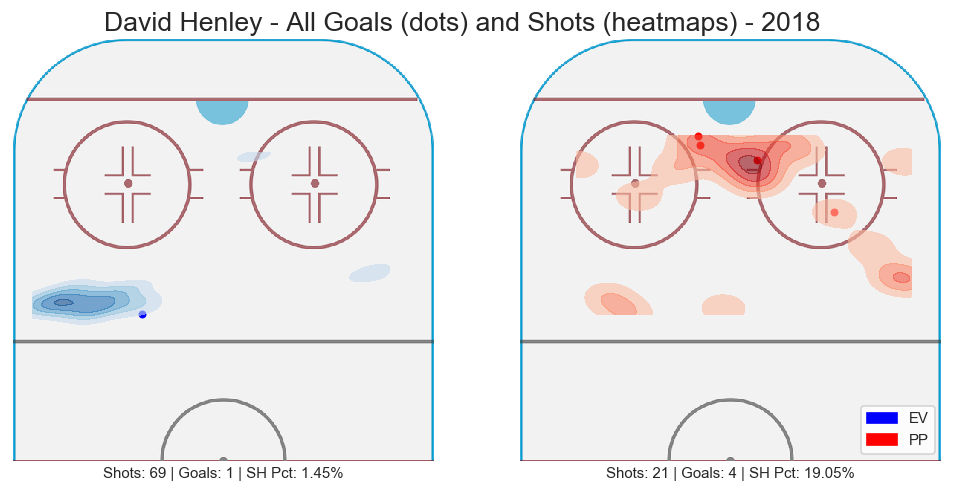 David Henley - All Goals (dots) and Shots (heatmaps) - 2018
EV
PP
Shots: 69 | Goals: 1 | SH Pct: 1.45%
Shots: 21 | Goals: 4 | SH Pct: 19.05%